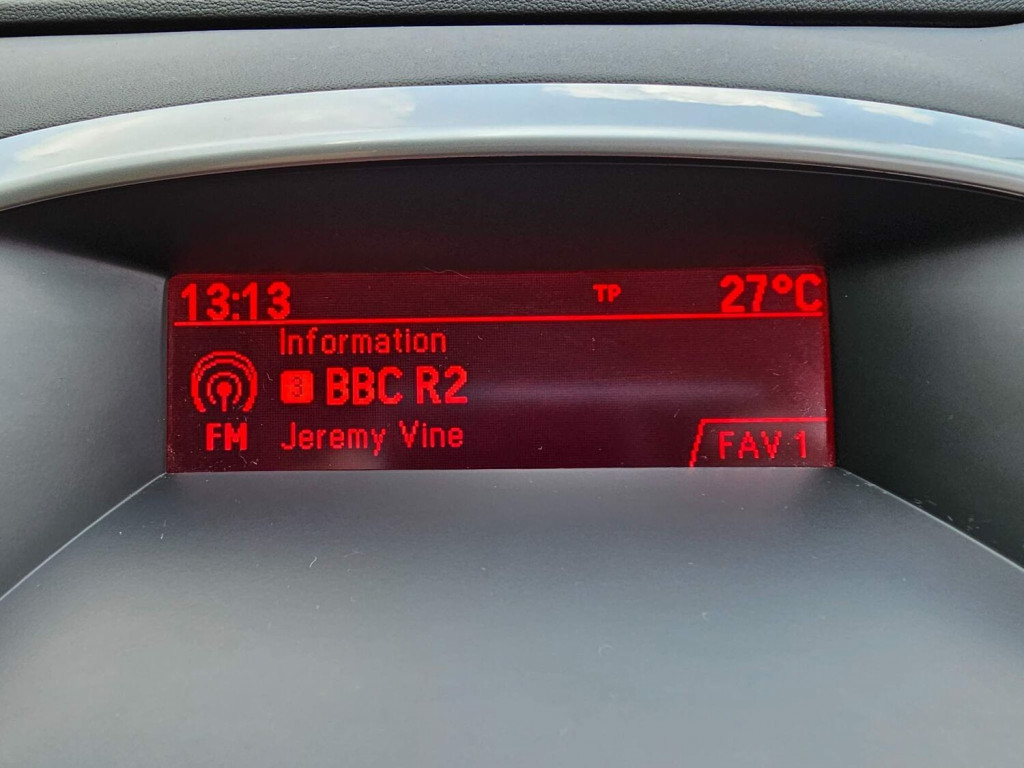 13:13 TP 27°C
Information
3 BBC R2
FM Jeremy Vine
FAV 1